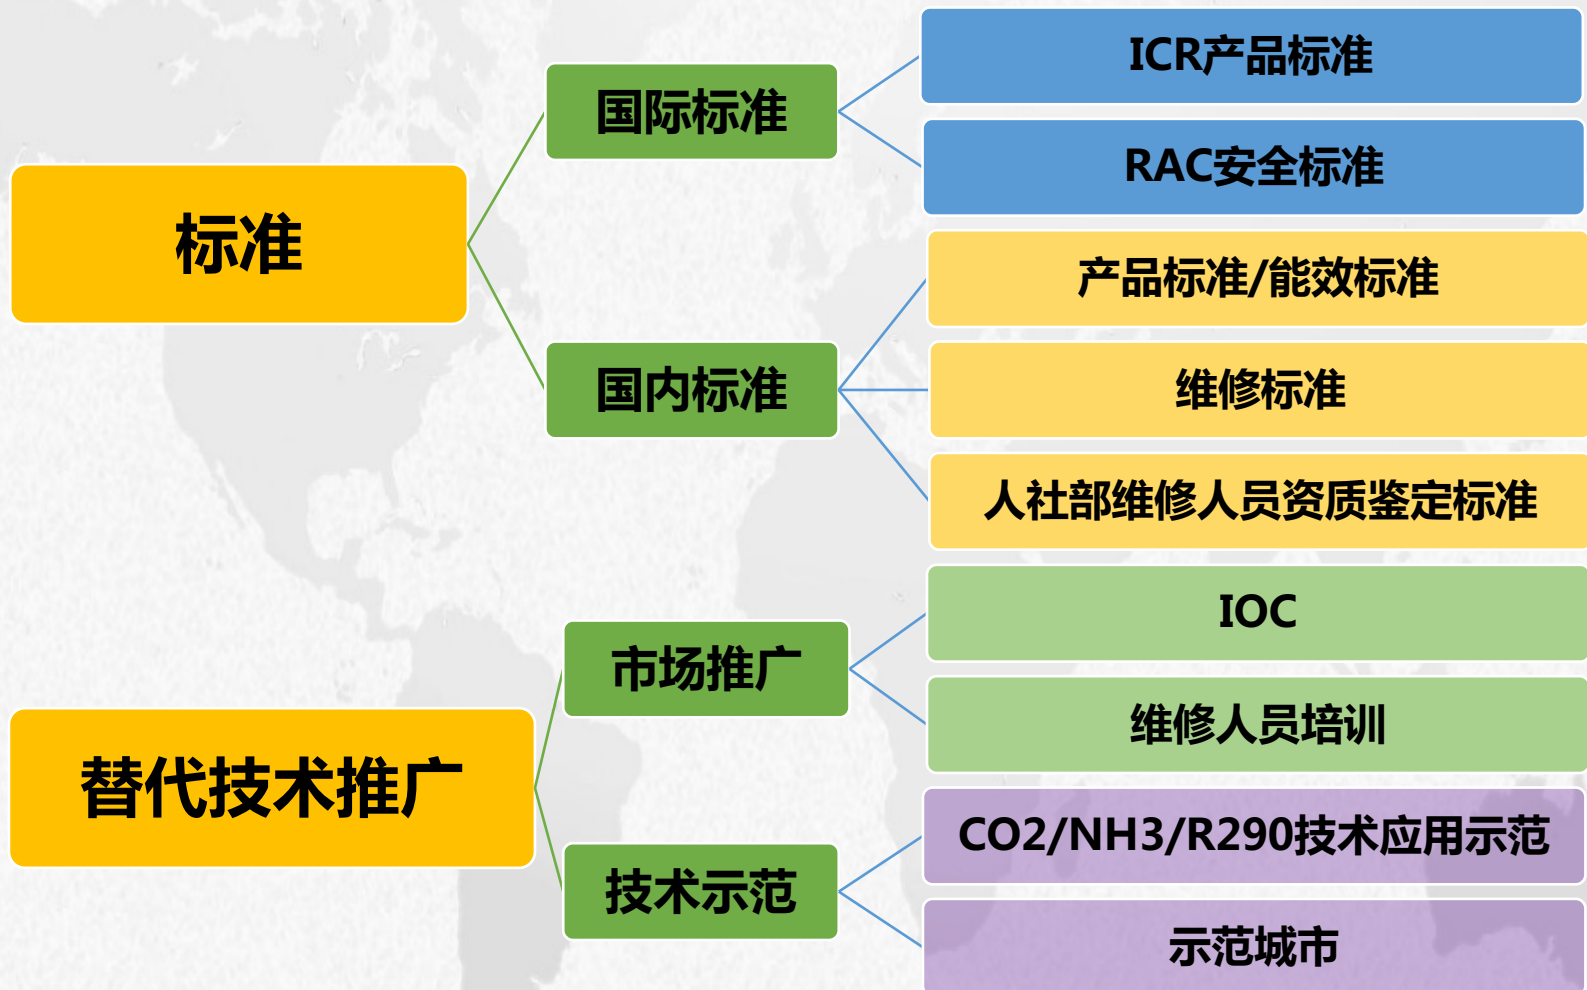 标准
国际标准
ICR产品标准
RAC安全标准
国内标准
产品标准/能效标准
维修标准
人社部维修人员资质鉴定标准
替代技术推广
市场推广
IOC
维修人员培训
技术示范
CO2/NH3/R290技术应用示范
示范城市